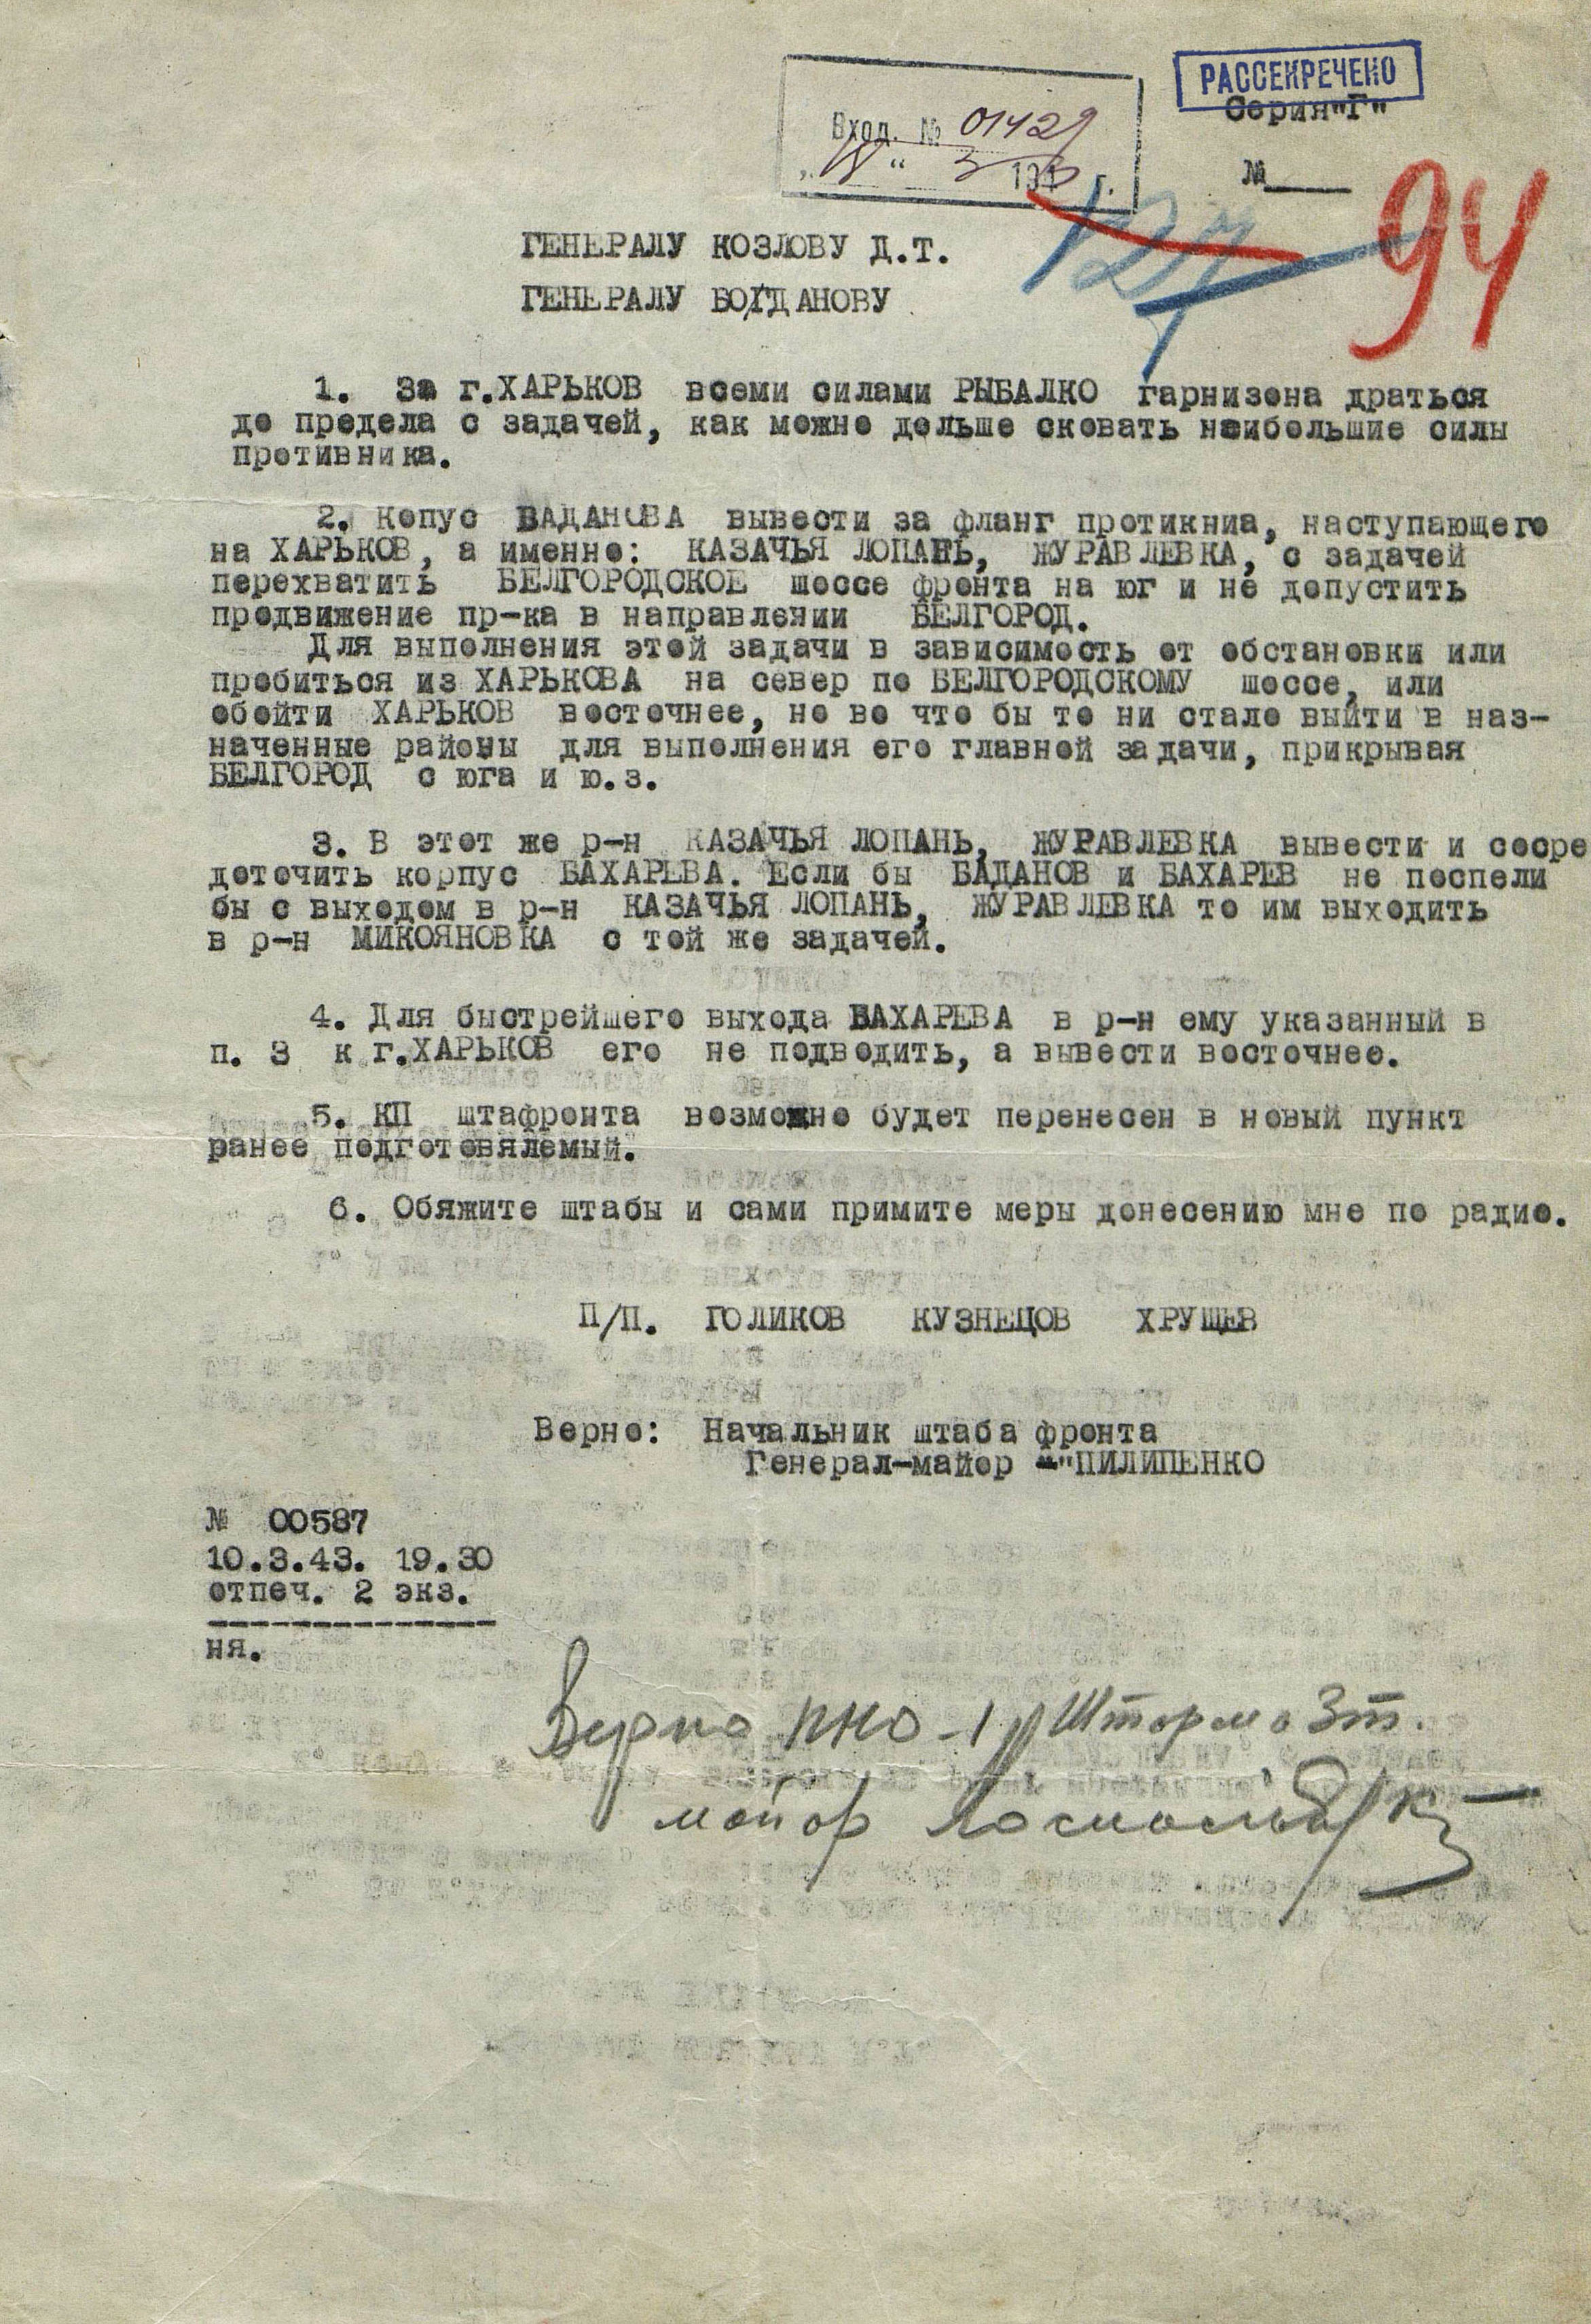 РАССЕКРЕЧЕНО
Серия"Г"
Вход. № 01429
" " 3 194 г.
№
127
94
ГЕНЕРАЛУ КОЗЛОВУ Д.Т.
ГЕНЕРАЛУ БОГДАНОВУ
1. За г.ХАРЬКОВ всеми силами РЫБАЛКО гарнизона драться
до предела с задачей, как можно дольше сковать наибольшие силы
противника.
2. Копус БАДАНОВА вывести за фланг протикниа, наступающего
на ХАРЬКОВ, а именно: КАЗАЧЬЯ ЛОПАНЬ, ЖУРАВЛЕВКА, с задачей
перехватить БЕЛГОРОДСКОЕ шоссе фронта на юг и не допустить
продвижение пр-ка в направлении БЕЛГОРОД.
Для выполнения этой задачи в зависимость от обстановки или
пробиться из ХАРЬКОВА на север по БЕЛГОРОДСКОМУ шоссе, или
обойти ХАРЬКОВ восточнее, но во что бы то ни стало выйти в наз-
наченные районы для выполнения его главной задачи, прикрывая
БЕЛГОРОД с юга и ю.з.
3. В этот же р-н КАЗАЧЬЯ ЛОПАНЬ, ЖУРАВЛЕВКА вывести и сосре
доточить корпус БАХАРЕВА. Если бы БАДАНОВ и БАХАРЕВ не поспели
бы с выходом в р-н КАЗАЧЬЯ ЛОПАНЬ, ЖУРАВЛЕВКА то им выходить
в р-н МИКОЯНОВКА с той же задачей.
4. Для быстрейшего выхода БАХАРЕВА в р-н ему указанный в
п. 3 к г.ХАРЬКОВ его не подводить, а вывести восточнее.
5. КП штафронта возможно будет перенесен в новый пункт
ранее подготовялемый.
6. Обяжите штабы и сами примите меры донесению мне по радио.
П/П. ГОЛИКОВ КУЗНЕЦОВ ХРУЩЕВ
Верно: Начальник штаба фронта
Генерал-майор -"ПИЛИПЕНКО
№ 00587
10.3.43. 19.30
отпеч. 2 экз.
--------------
ня.
Верно ПНО-1
майор